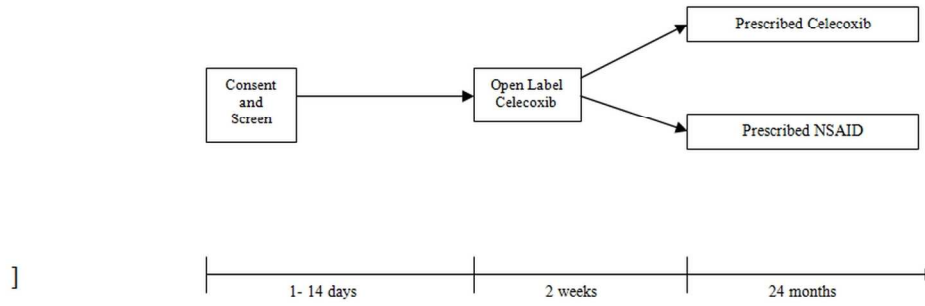 Prescribed Celecoxib
Consent
and
Screen
Open Label
Celecoxib
Prescribed NSAID
]
1- 14 days
2 weeks
24 months